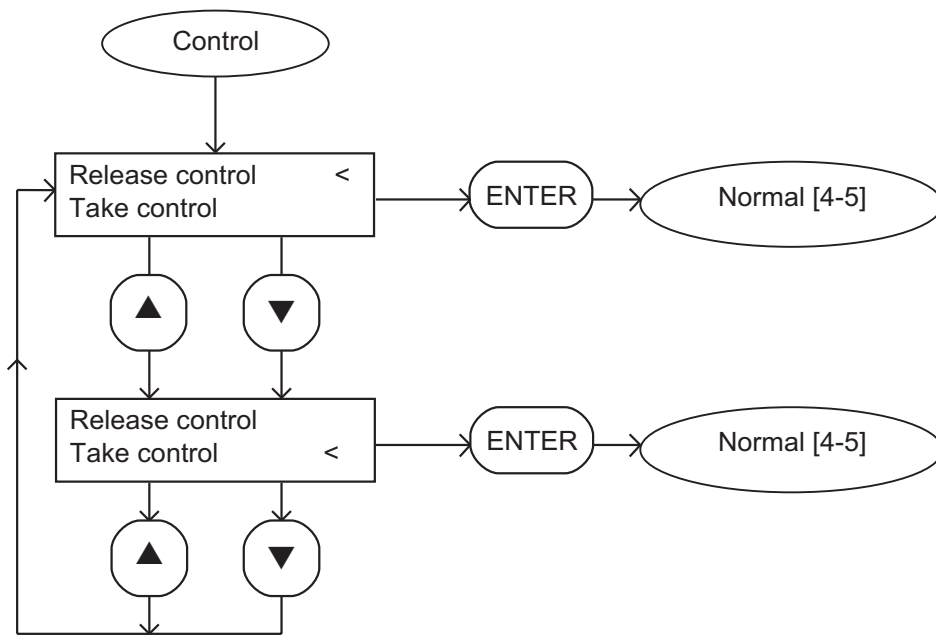 Control
Release control <
Take control
ENTER
Normal [4-5]
▲ ▼
Release control
Take control <
ENTER
Normal [4-5]
▲ ▼